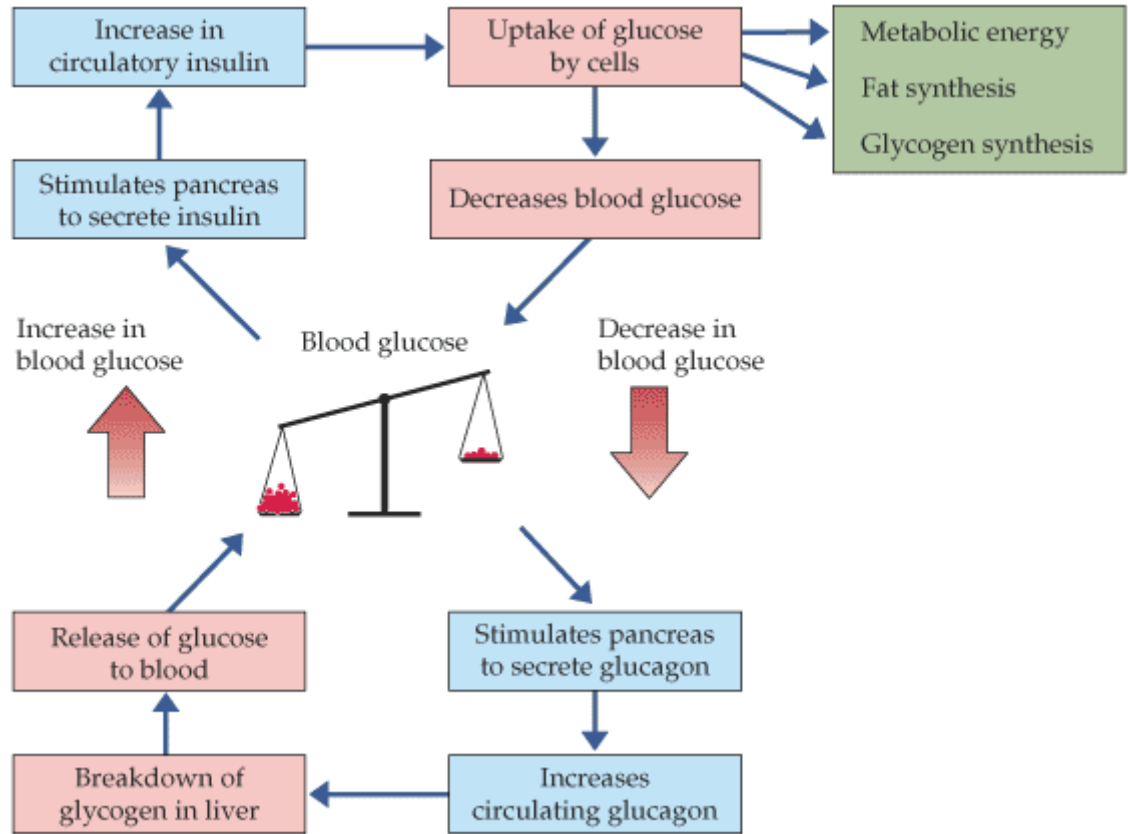 Increase in
circulatory insulin
Uptake of glucose
by cells
Metabolic energy
Fat synthesis
Glycogen synthesis
Stimulates pancreas
to secrete insulin
Decreases blood glucose
Increase in
blood glucose
Blood glucose
Decrease in
blood glucose
Release of glucose
to blood
Stimulates pancreas
to secrete glucagon
Breakdown of
glycogen in liver
Increases
circulating glucagon